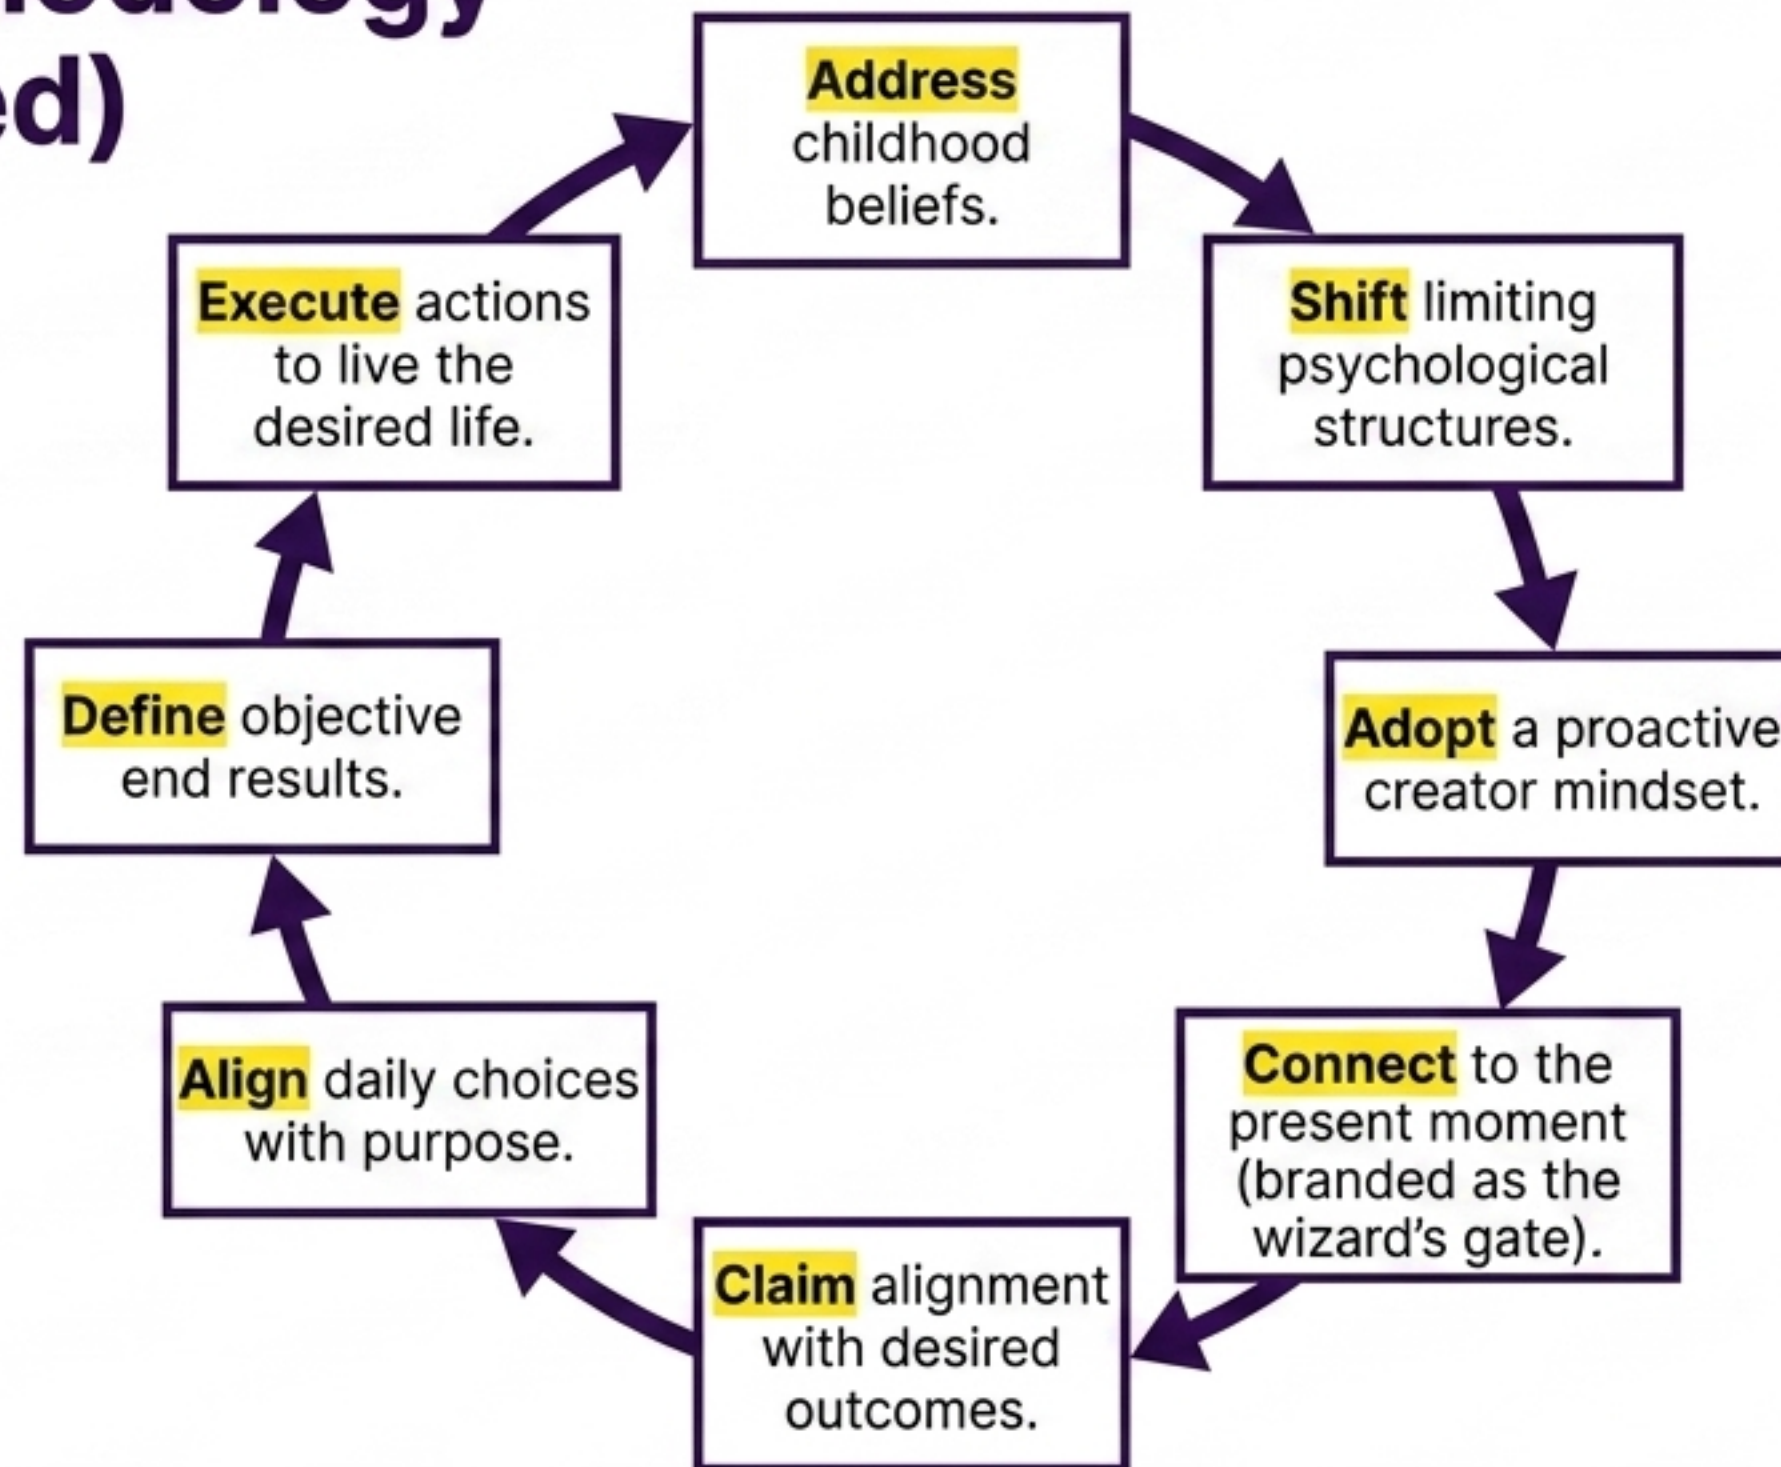 ed)
Address
childhood
beliefs.
Shift limiting
psychological
structures.
Adopt a proactive
creator mindset.
Connect to the
present moment
(branded as the
wizard’s gate).
Claim alignment
with desired
outcomes.
Align daily choices
with purpose.
Define objective
end results.
Execute actions
to live the
desired life.